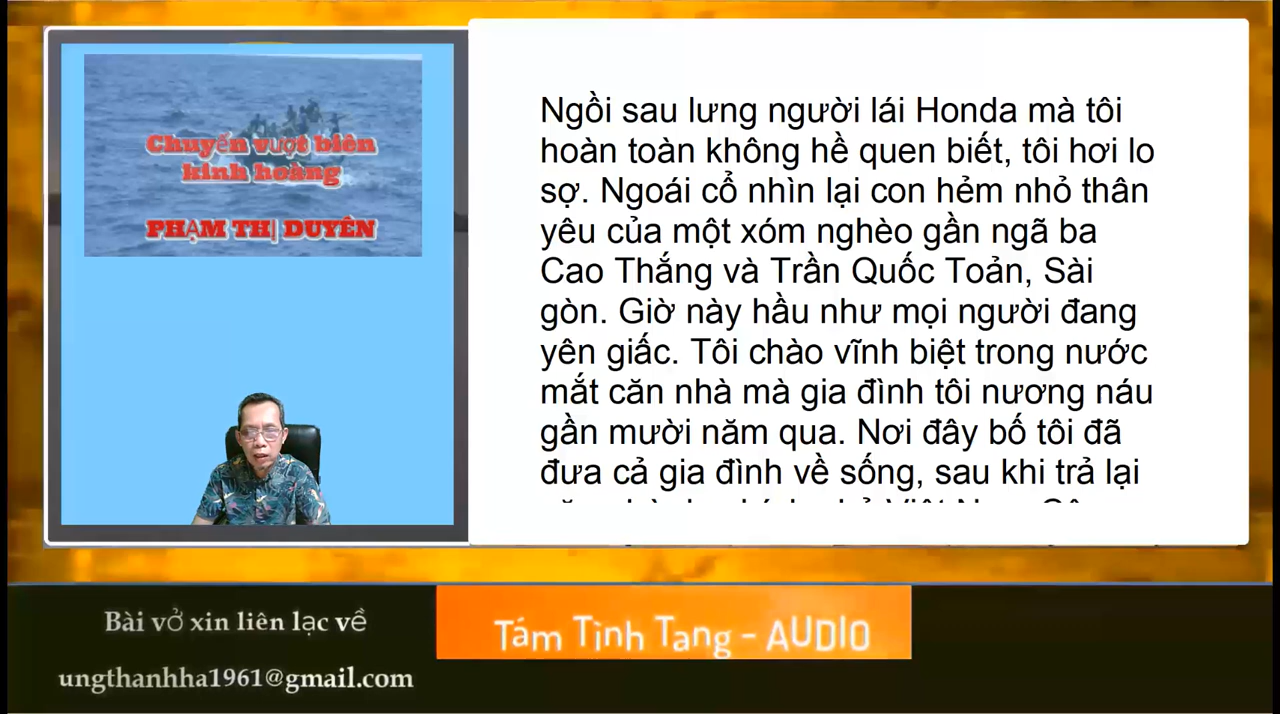 Chuyến vượt biên
kinh hoàng
PHẠM THỊ DUYÊN
Ngồi sau lưng người lái Honda mà tôi
hoàn toàn không hề quen biết, tôi hơi lo
sợ. Ngoái cổ nhìn lại con hẻm nhỏ thân
yêu của một xóm nghèo gần ngã ba
Cao Thắng và Trần Quốc Toản, Sài
gòn. Giờ này hầu như mọi người đang
yên giấc. Tôi chào vĩnh biệt trong nước
mắt căn nhà mà gia đình tôi nương náu
gần mười năm qua. Nơi đây bố tôi đã
đưa cả gia đình về sống, sau khi trả lại
Bài vở xin liên lạc về
ungthanhha1961@gmail.com
Tám Tình Tang - AUDIO